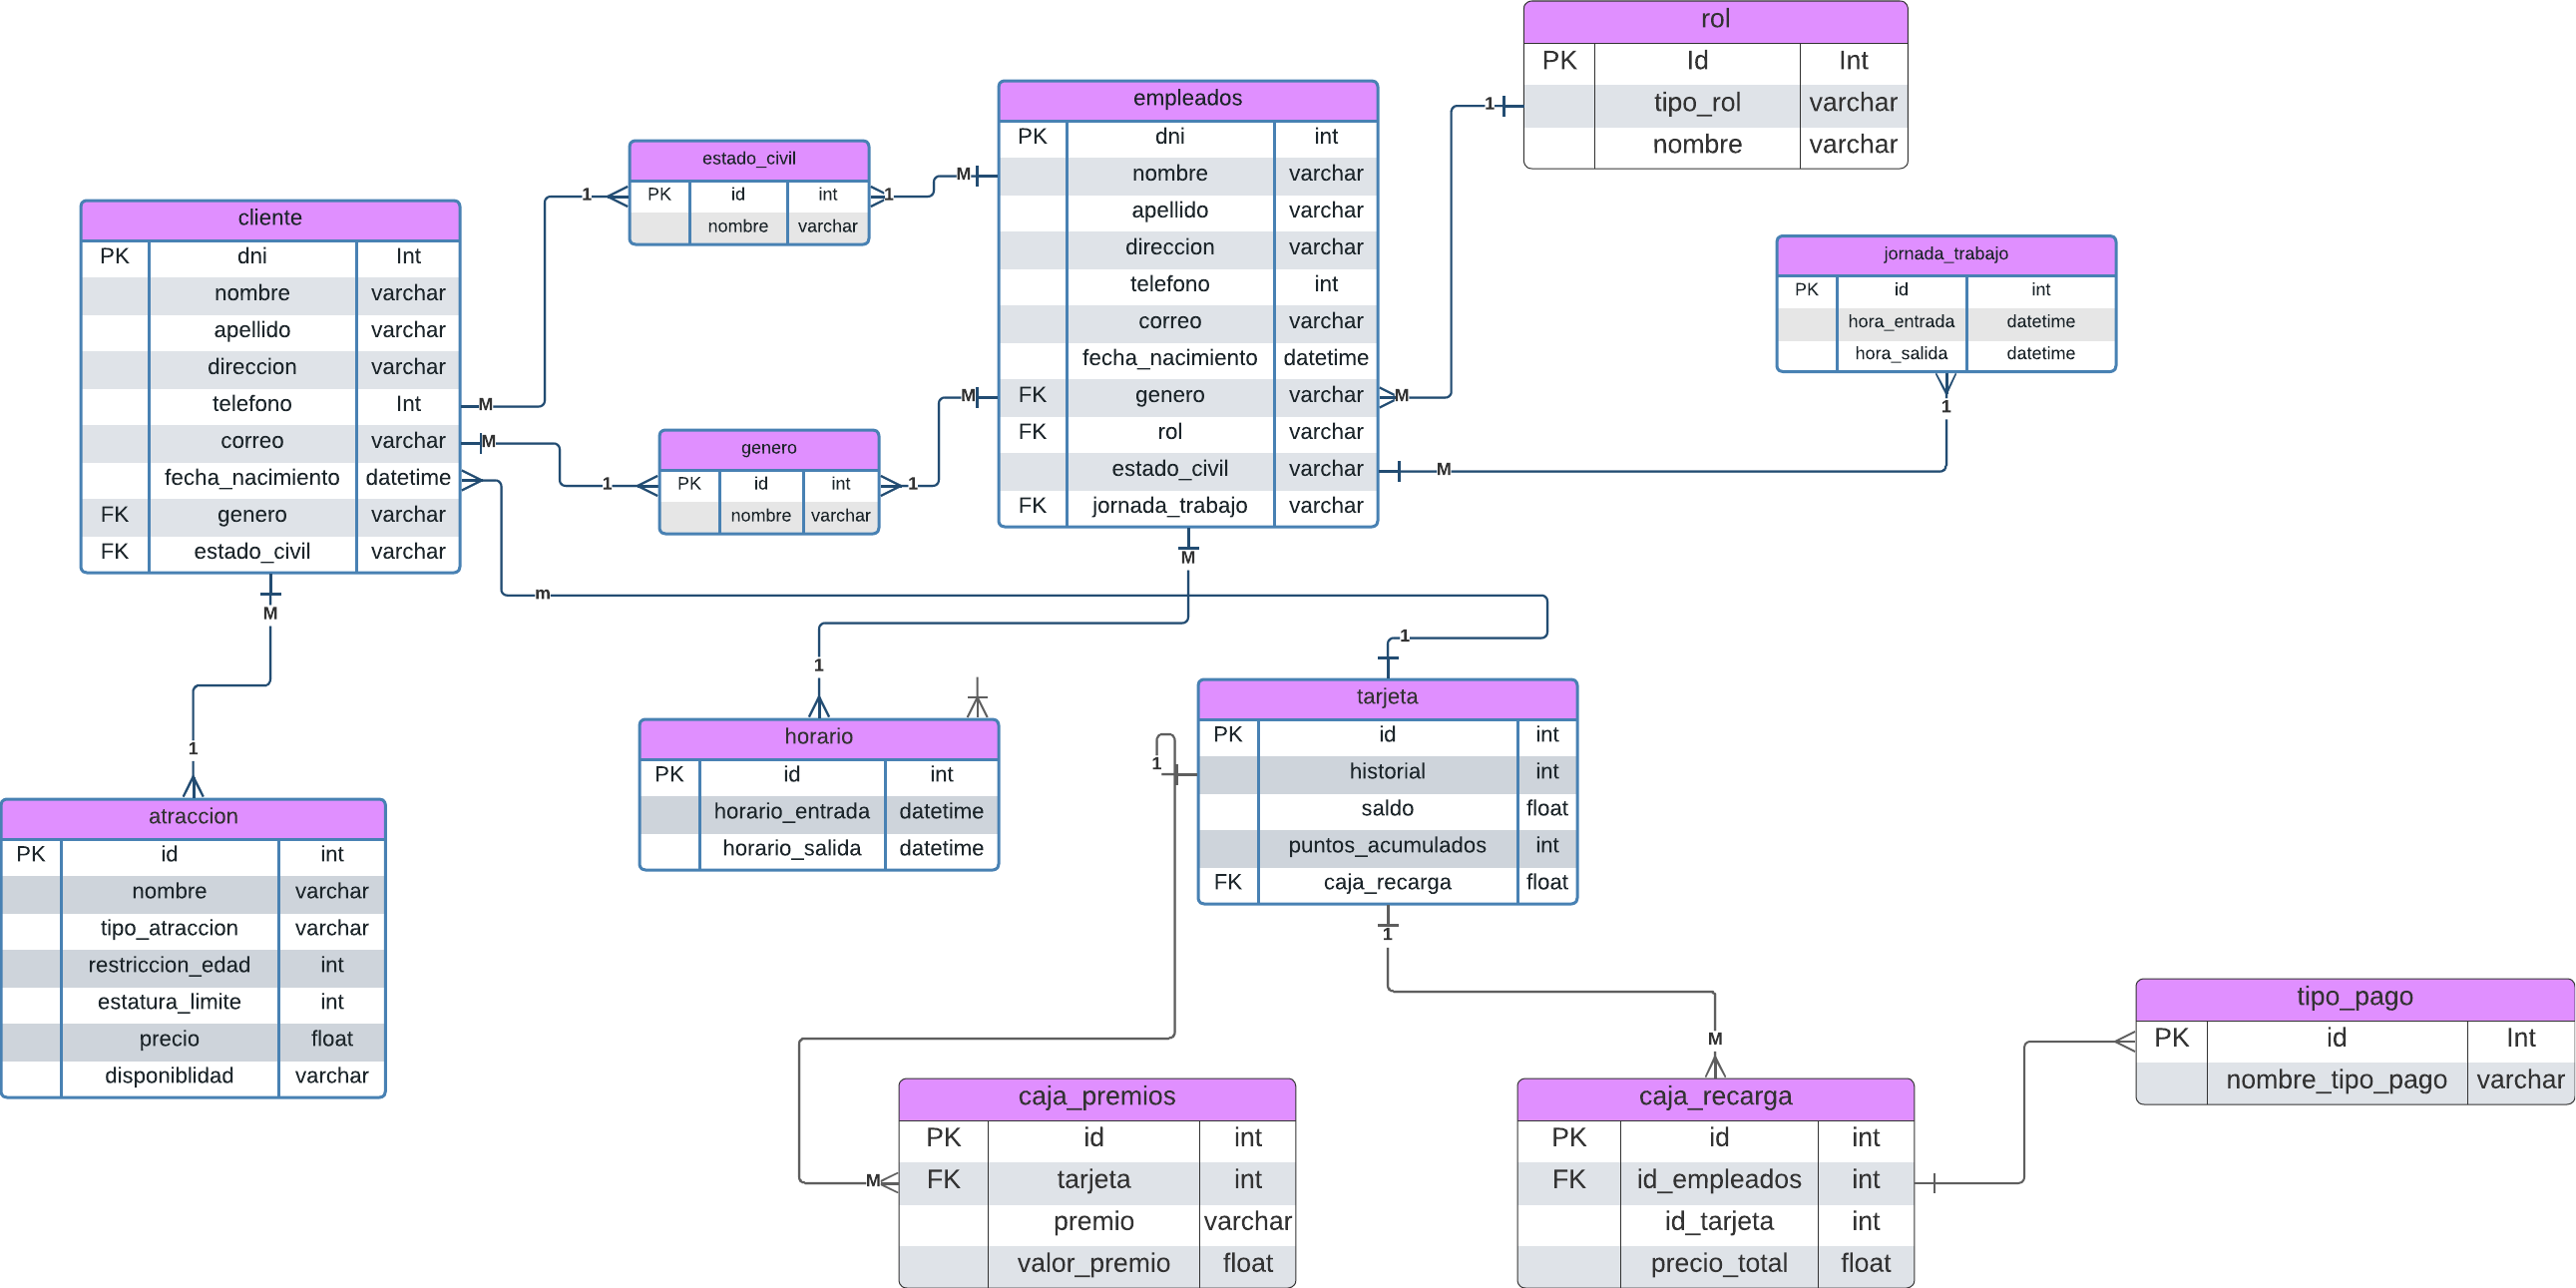 rol
PK Id Int
tipo_rol varchar
nombre varchar
1
empleados
PK dni int
nombre varchar
apellido varchar
direccion varchar
telefono int
correo varchar
fecha_nacimiento datetime
FK genero varchar
FK rol varchar
estado_civil varchar
FK jornada_trabajo varchar
M
M
M
M
M
estado_civil
PK id int
nombre varchar
1
1
cliente
PK dni Int
nombre varchar
apellido varchar
direccion varchar
telefono Int
correo varchar
fecha_nacimiento datetime
FK genero varchar
FK estado_civil varchar
M
M
m
M
jornada_trabajo
PK id int
hora_entrada datetime
hora_salida datetime
1
genero
PK id int
nombre varchar
1
1
1
horario
PK id int
horario_entrada datetime
horario_salida datetime
1
tarjeta
PK id int
historial int
saldo float
puntos_acumulados int
FK caja_recarga float
1
1
1
atraccion
PK id int
nombre varchar
tipo_atraccion varchar
restriccion_edad int
estatura_limite int
precio float
disponiblidad varchar
M
caja_premios
PK id int
FK tarjeta int
premio varchar
valor_premio float
M
caja_recarga
PK id int
FK id_empleados int
id_tarjeta int
precio_total float
tipo_pago
PK id Int
nombre_tipo_pago varchar